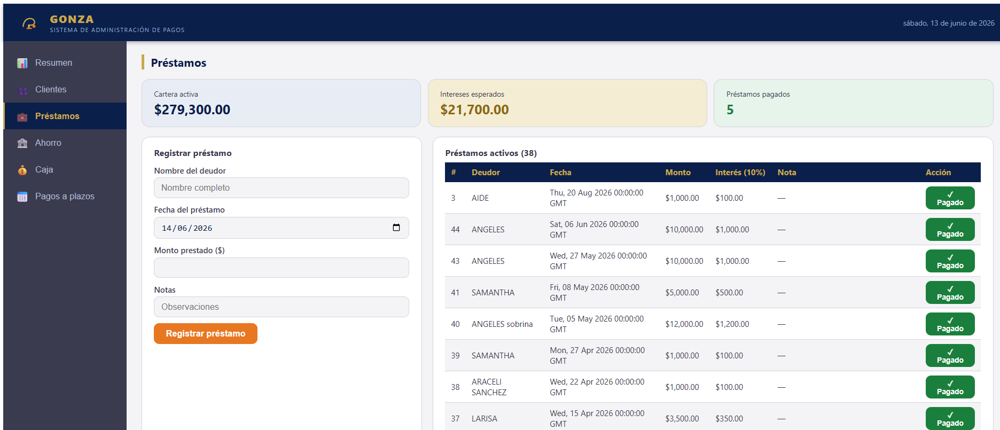 GONZA
SISTEMA DE ADMINISTRACIÓN DE PAGOS
sábado, 13 de junio de 2026
Resumen
Clientes
Préstamos
Ahorro
Caja
Pagos a plazos
Préstamos
Cartera activa
$279,300.00
Intereses esperados
$21,700.00
Préstamos pagados
5
Registrar préstamo
Nombre del deudor
Nombre completo
Fecha del préstamo
14/06/2026
Monto prestado ($)
Notas
Observaciones
Registrar préstamo
Préstamos activos (38)
# Deudor Fecha Monto Interés (10%) Nota Acción
3 AIDE Thu, 20 Aug 2026 00:00:00 GMT $1,000.00 $100.00 — ✓ Pagado
44 ANGELES Sat, 06 Jun 2026 00:00:00 GMT $10,000.00 $1,000.00 — ✓ Pagado
43 ANGELES Wed, 27 May 2026 00:00:00 GMT $10,000.00 $1,000.00 — ✓ Pagado
41 SAMANTHA Fri, 08 May 2026 00:00:00 GMT $5,000.00 $500.00 — ✓ Pagado
40 ANGELES sobrina Tue, 05 May 2026 00:00:00 GMT $12,000.00 $1,200.00 — ✓ Pagado
39 SAMANTHA Mon, 27 Apr 2026 00:00:00 GMT $1,000.00 $100.00 — ✓ Pagado
38 ARACELI SANCHEZ Wed, 22 Apr 2026 00:00:00 GMT $1,000.00 $100.00 — ✓ Pagado
37 LARISA Wed, 15 Apr 2026 00:00:00 GMT $3,500.00 $350.00 — ✓ Pagado